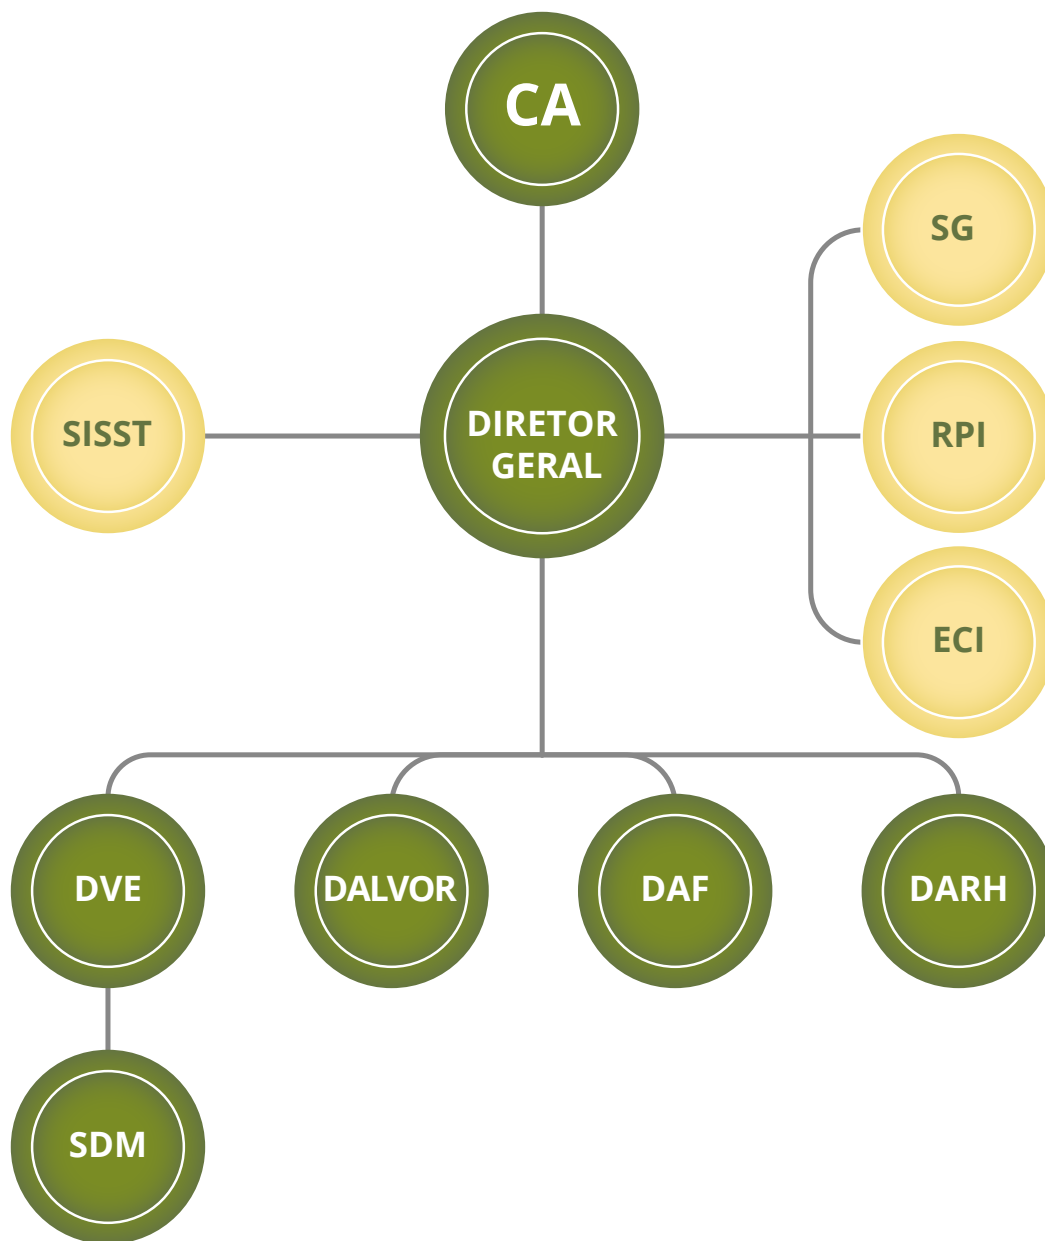 CA
SG
SISST
DIRETOR
GERAL
RPI
ECI
DVE
DALVOR
DAF
DARH
SDM